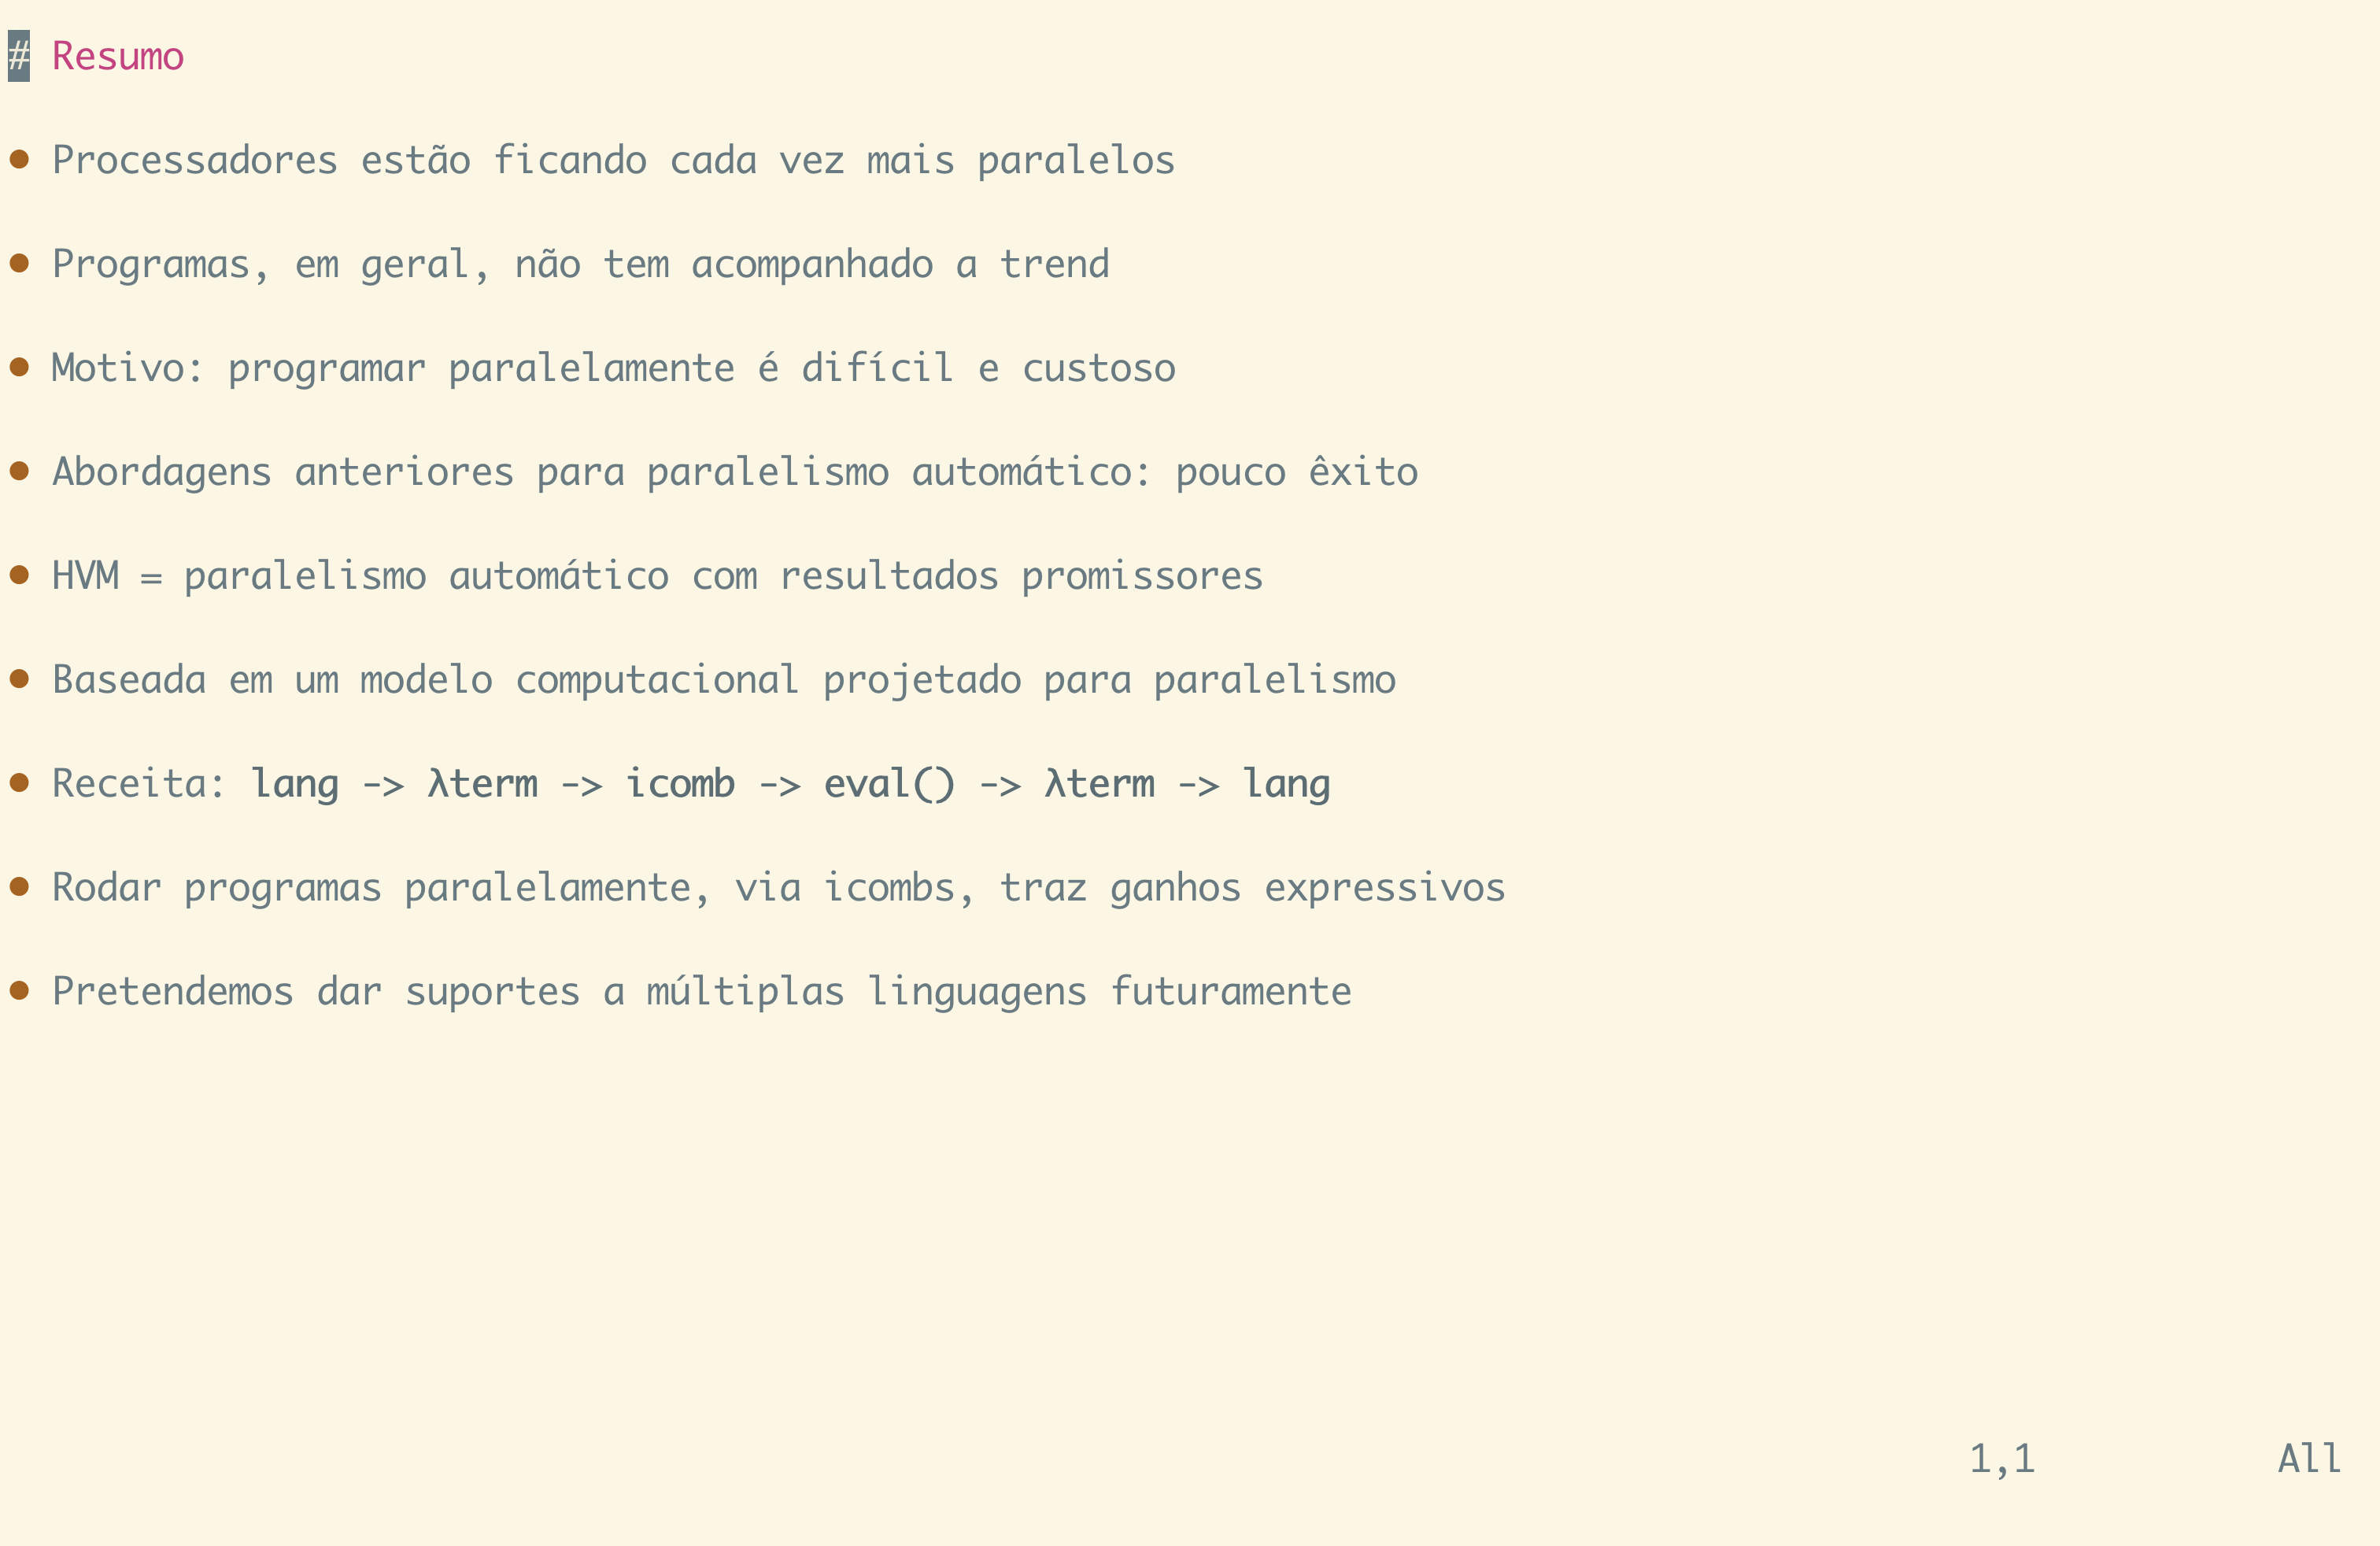 # Resumo
● Processadores estão ficando cada vez mais paralelos
● Programas, em geral, não tem acompanhado a trend
● Motivo: programar paralelamente é difícil e custoso
● Abordagens anteriores para paralelismo automático: pouco êxito
● HVM = paralelismo automático com resultados promissores
● Baseada em um modelo computacional projetado para paralelismo
● Receita: lang -> λterm -> icomb -> eval() -> λterm -> lang
● Rodar programas paralelamente, via icombs, traz ganhos expressivos
● Pretendemos dar suportes a múltiplas linguagens futuramente
1,1 All